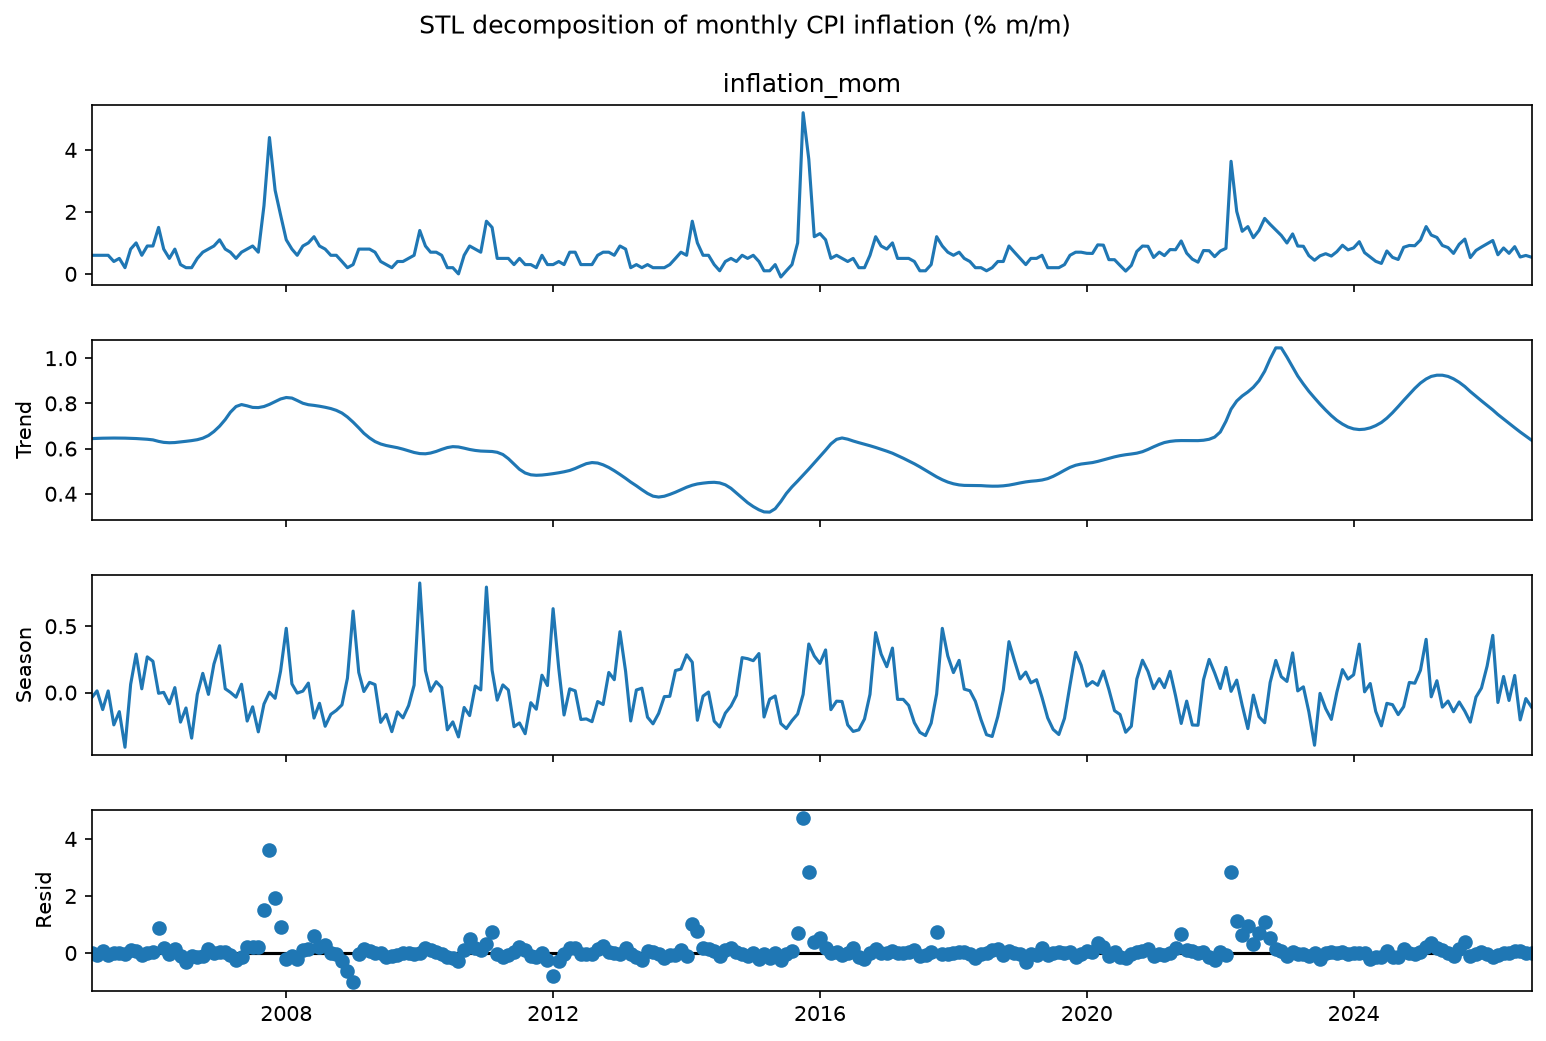 STL decomposition of monthly CPI inflation (% m/m)
inflation_mom
4
2
0
Trend
1.0
0.8
0.6
0.4
Season
0.5
0.0
Resid
4
2
0
2008 2012 2016 2020 2024